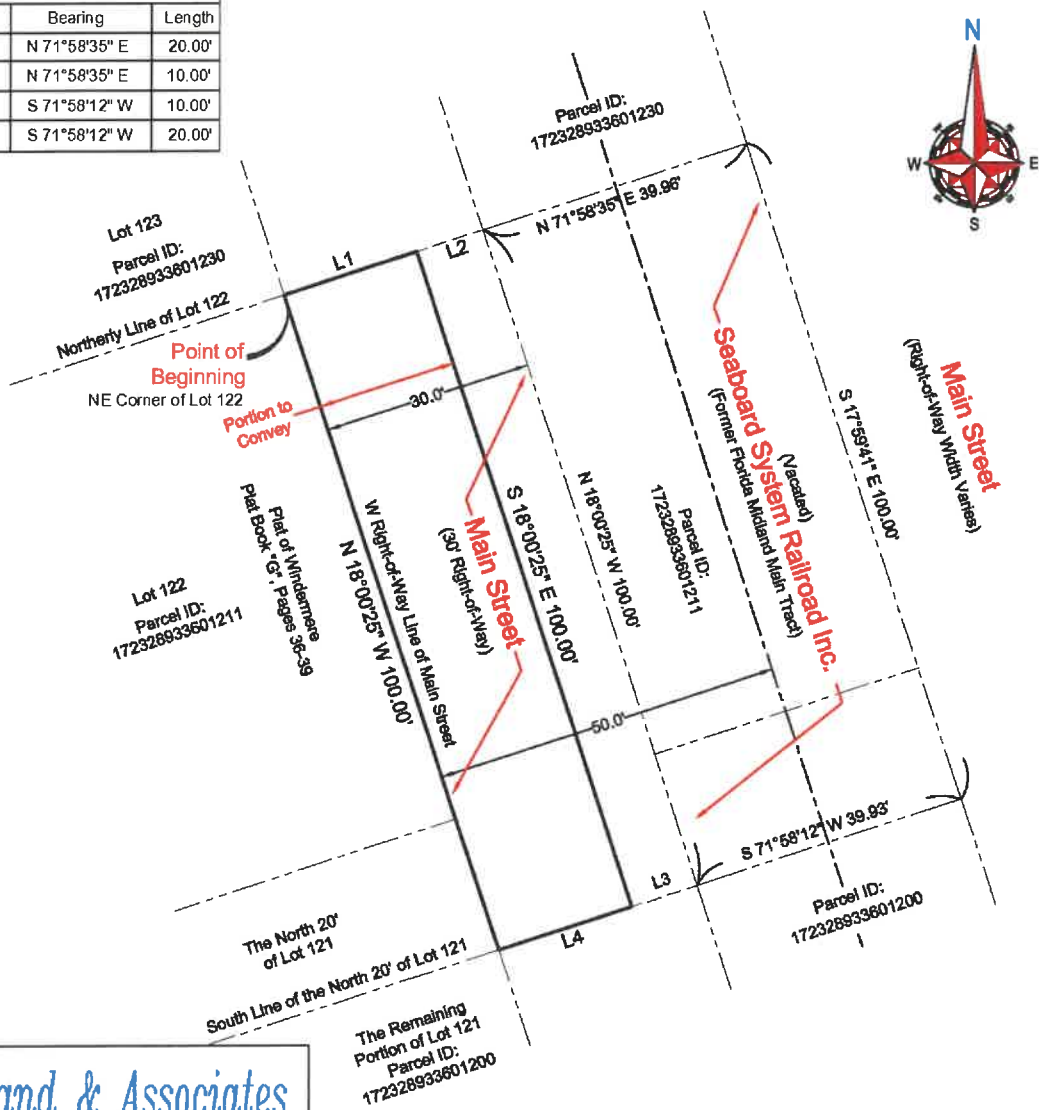 Bearing Length
N 71°58'35" E 20.00'
N 71°58'35" E 10.00'
S 71°58'12" W 10.00'
S 71°58'12" W 20.00'
N
W
E
S
Parcel ID:
172328933601230
N 71°58'35" E 39.96'
Lot 123
Parcel ID:
172328933601230
L1
L2
Northerly Line of Lot 122
Point of
Beginning
NE Corner of Lot 122
Portion to
Convey
30.0'
Main Street
(Right-of-Way Width Varies)
S 17°59'41" E 100.00'
Seaboard System Railroad Inc.
(Vacated)
(Former Florida Midland Main Tract)
Parcel ID:
172328933601211
N 18°00'25" W 100.00'
S 18°00'25" E 100.00'
Main Street
(30' Right-of-Way)
W Right-of-Way Line of Main Street
N 18°00'25" W 100.00'
Plat of Windermere
Plat Book "G", Pages 36-39
Lot 122
Parcel ID:
172328933601211
50.0'
S 71°58'12" W 39.93'
L3
L4
Parcel ID:
172328933601200
The North 20'
of Lot 121
South Line of the North 20' of Lot 121
The Remaining
Portion of Lot 121
Parcel ID:
172328933601200
and & Associates